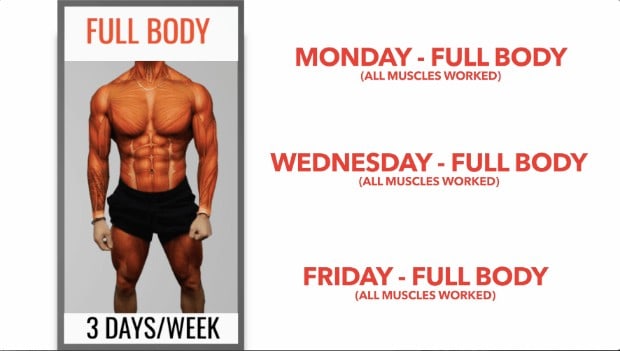 FULL BODY
3 DAYS/WEEK
MONDAY - FULL BODY
(ALL MUSCLES WORKED)
WEDNESDAY - FULL BODY
(ALL MUSCLES WORKED)
FRIDAY - FULL BODY
(ALL MUSCLES WORKED)